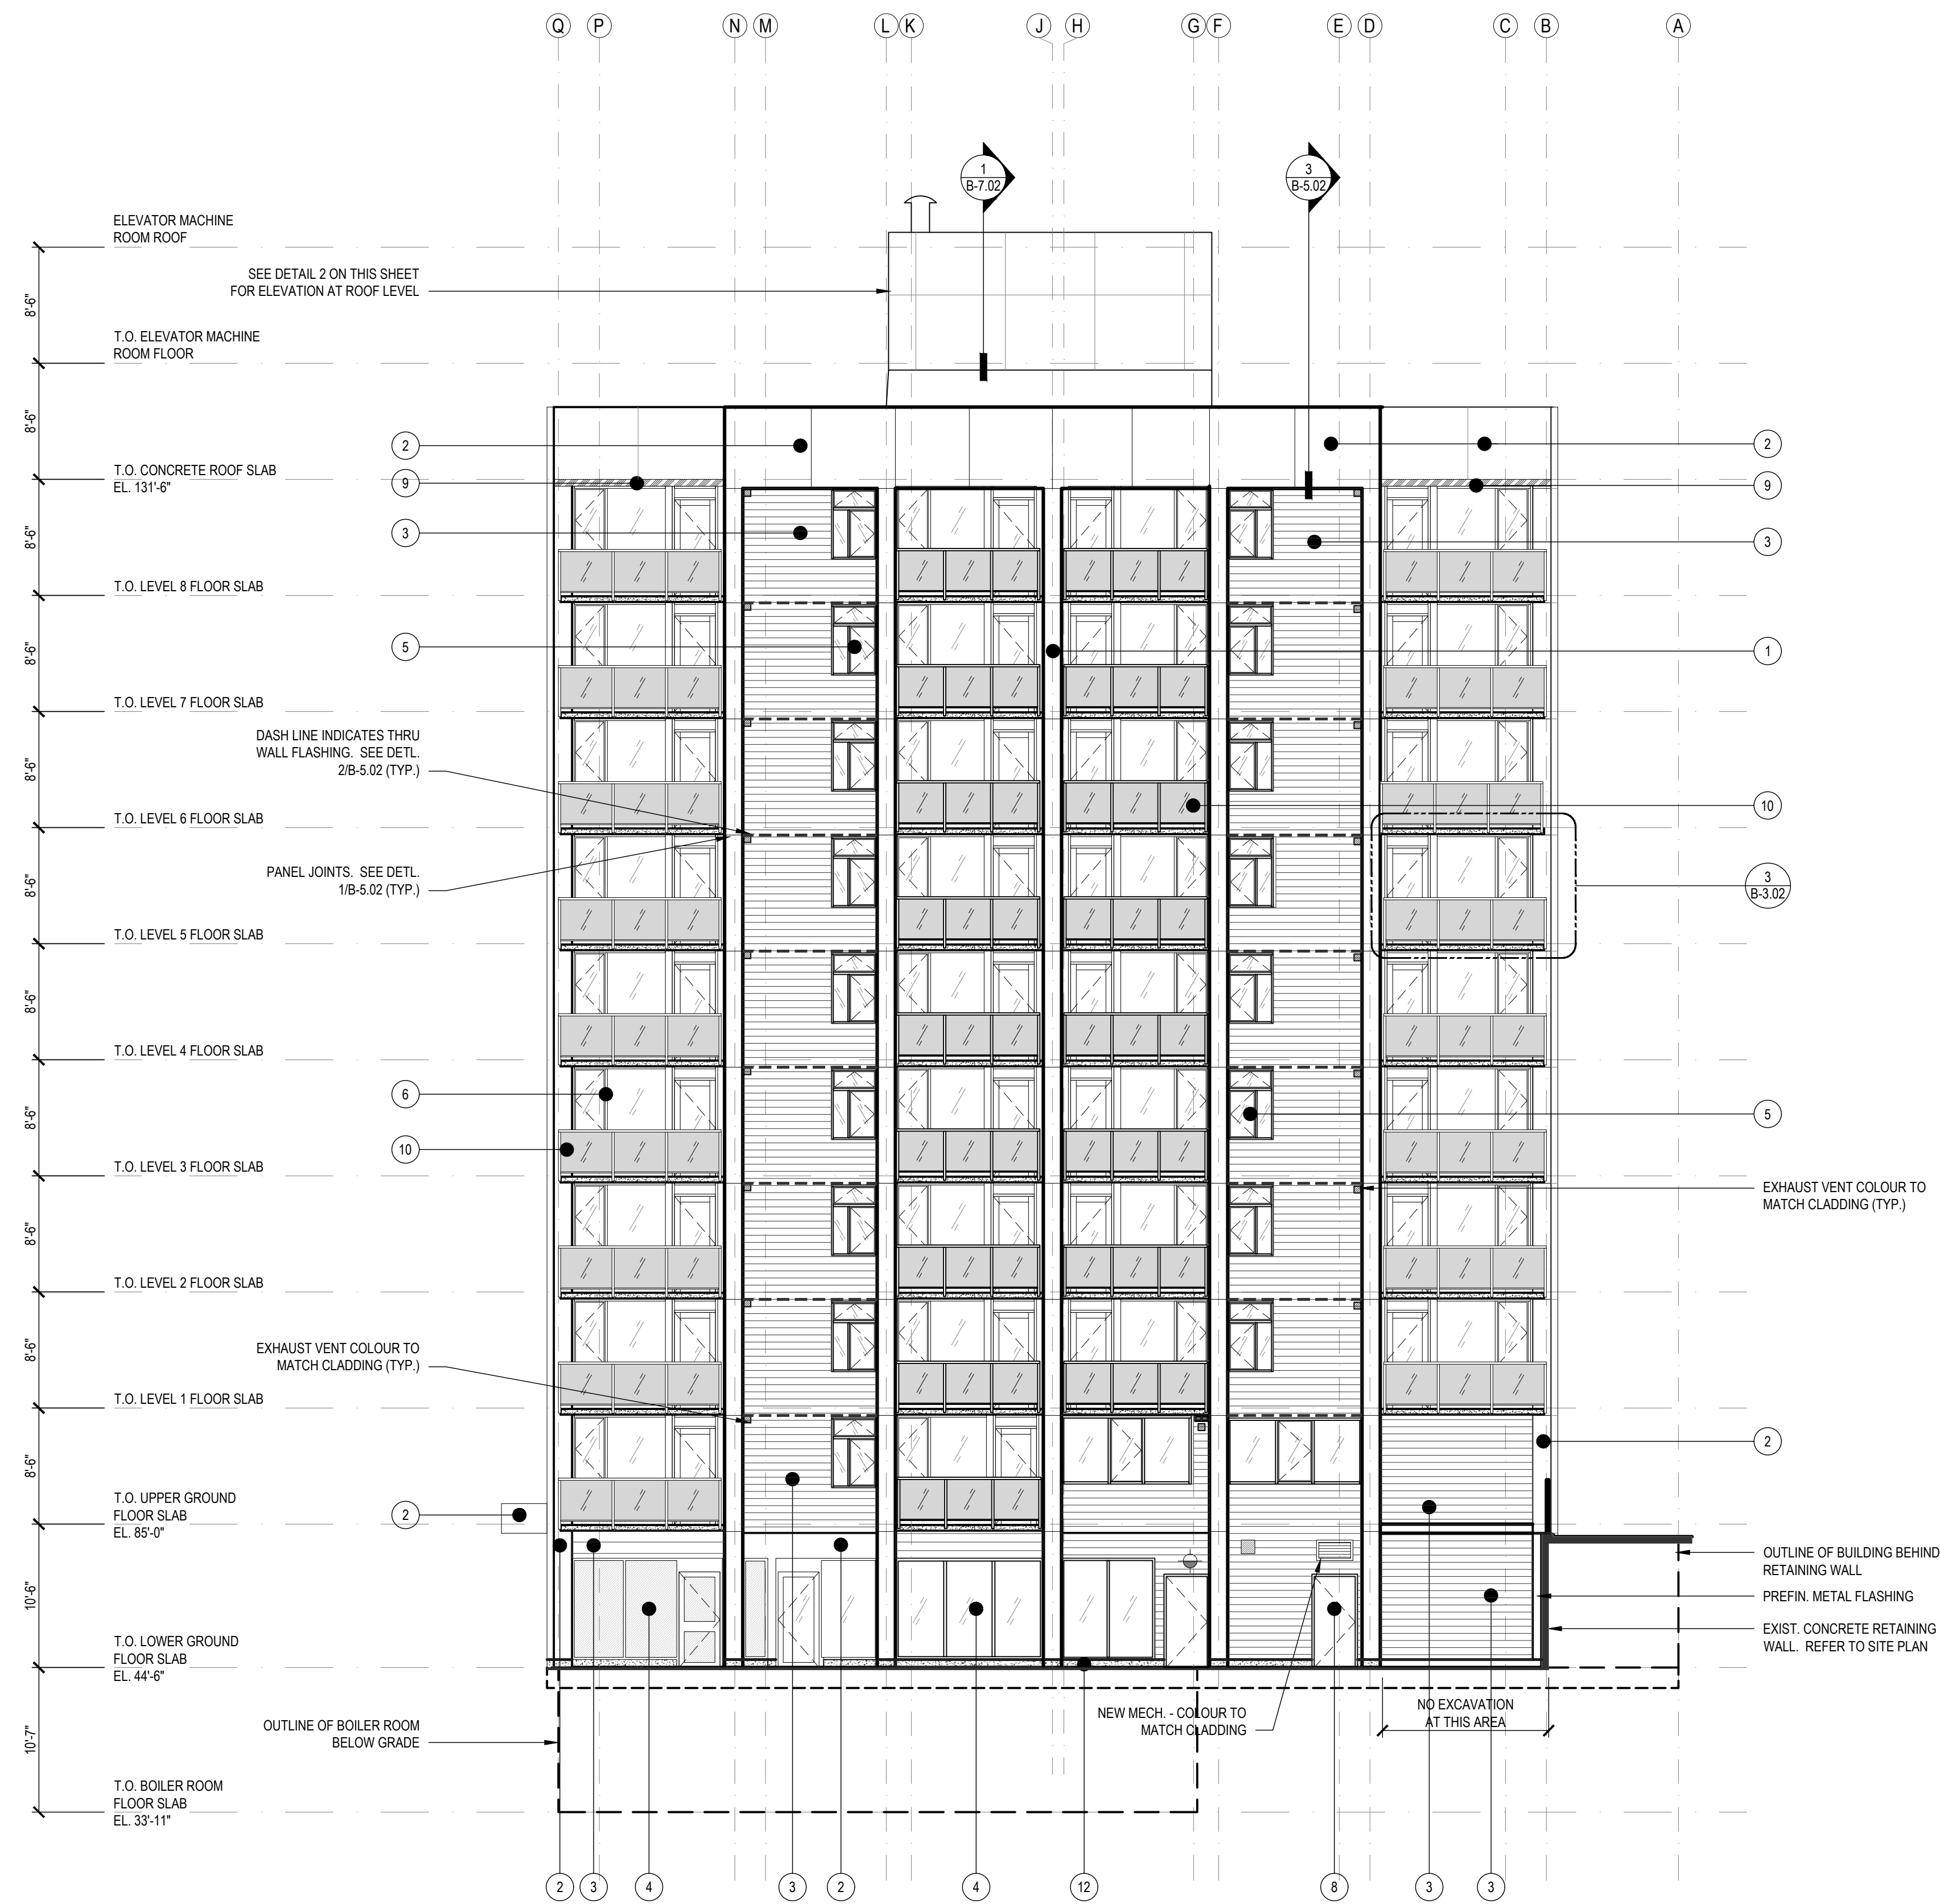 Q P N M L K J H G F E D C B A
1
B-7.02
3
B-5.02
ELEVATOR MACHINE
ROOM ROOF
SEE DETAIL 2 ON THIS SHEET
FOR ELEVATION AT ROOF LEVEL
8'-6"
T.O. ELEVATOR MACHINE
ROOM FLOOR
8'-6"
2
2
T.O. CONCRETE ROOF SLAB
EL. 131'-6"
9
9
8'-6"
3
3
T.O. LEVEL 8 FLOOR SLAB
8'-6"
5
1
T.O. LEVEL 7 FLOOR SLAB
DASH LINE INDICATES THRU
WALL FLASHING. SEE DETL.
2/B-5.02 (TYP.)
8'-6"
10
T.O. LEVEL 6 FLOOR SLAB
PANEL JOINTS. SEE DETL.
1/B-5.02 (TYP.)
8'-6"
3
B-3.02
T.O. LEVEL 5 FLOOR SLAB
8'-6"
T.O. LEVEL 4 FLOOR SLAB
6
8'-6"
5
10
T.O. LEVEL 3 FLOOR SLAB
EXHAUST VENT COLOUR TO
MATCH CLADDING (TYP.)
8'-6"
T.O. LEVEL 2 FLOOR SLAB
EXHAUST VENT COLOUR TO
MATCH CLADDING (TYP.)
8'-6"
T.O. LEVEL 1 FLOOR SLAB
2
8'-6"
T.O. UPPER GROUND
FLOOR SLAB
EL. 85'-0"
2
OUTLINE OF BUILDING BEHIND
RETAINING WALL
10'-6"
PREFIN. METAL FLASHING
EXIST. CONCRETE RETAINING
WALL. REFER TO SITE PLAN
T.O. LOWER GROUND
FLOOR SLAB
EL. 44'-6"
NO EXCAVATION
AT THIS AREA
NEW MECH. - COLOUR TO
MATCH CLADDING
OUTLINE OF BOILER ROOM
BELOW GRADE
10'-7"
T.O. BOILER ROOM
FLOOR SLAB
EL. 33'-11"
2 3 4 3 2 4 12 8 3 3